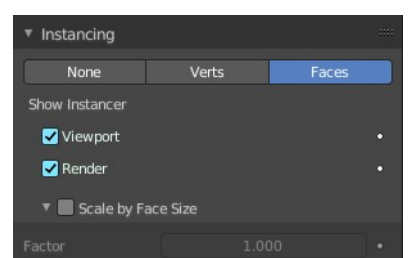 Instancing
None Verts Faces
Show Instancer
Viewport
Render
Scale by Face Size
Factor 1.000